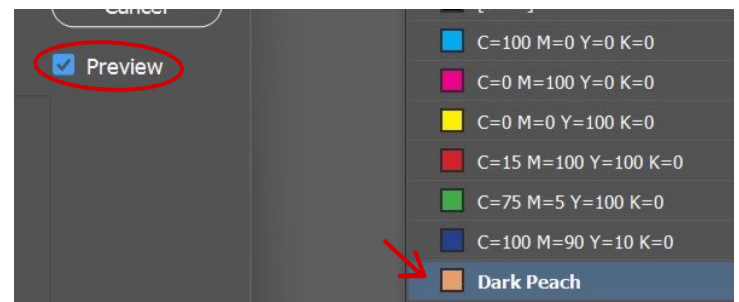 Cancel
Preview
C=100 M=0 Y=0 K=0
C=0 M=100 Y=0 K=0
C=0 M=0 Y=100 K=0
C=15 M=100 Y=100 K=0
C=75 M=5 Y=100 K=0
C=100 M=90 Y=10 K=0
Dark Peach